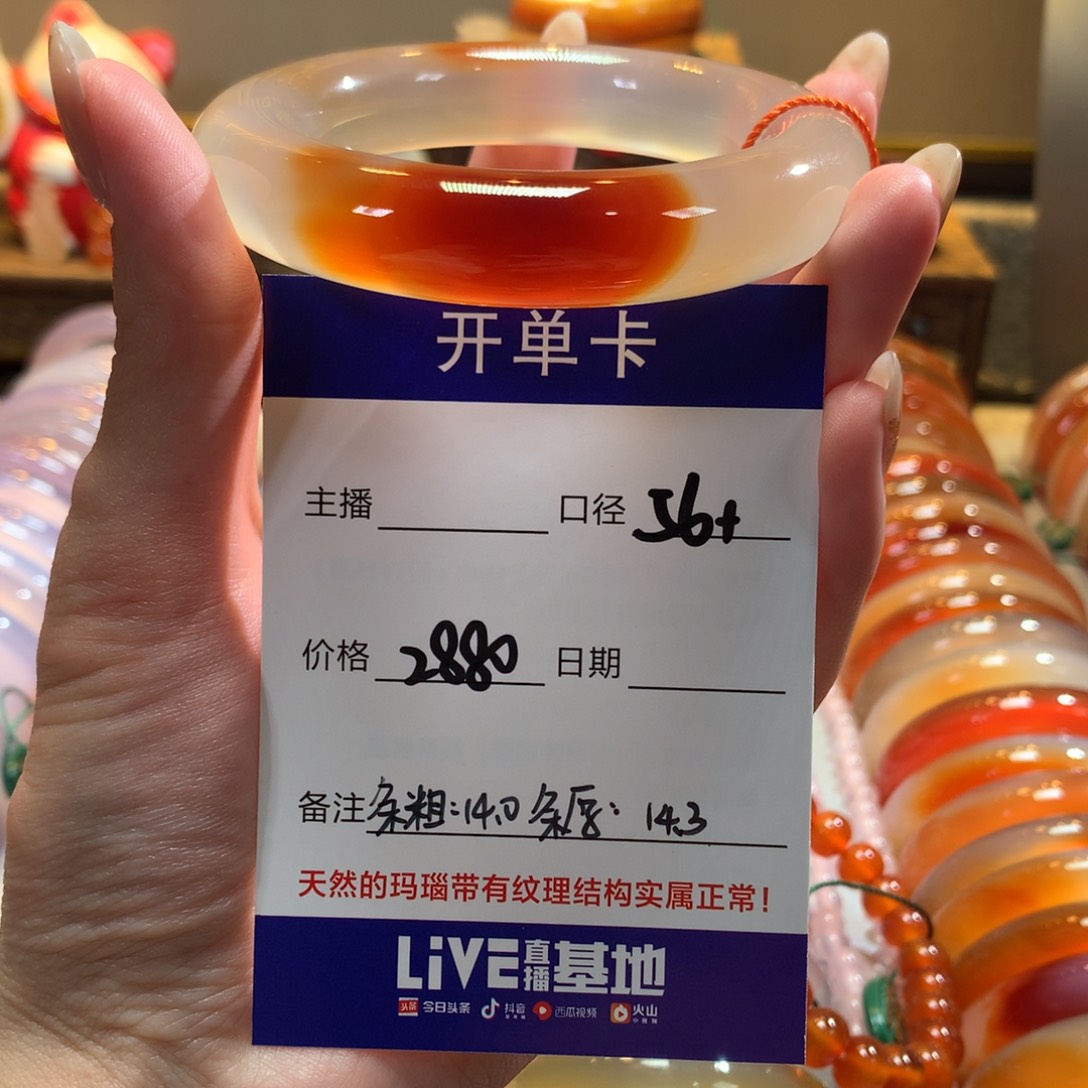 开单卡
主播 口径 56+
价格 2880 日期
备注 条粗:14.0 条厚:14.3
天然的玛瑙带有纹理结构实属正常!
LiVE直播基地
头条 今日头条 抖音 西瓜视频 火山